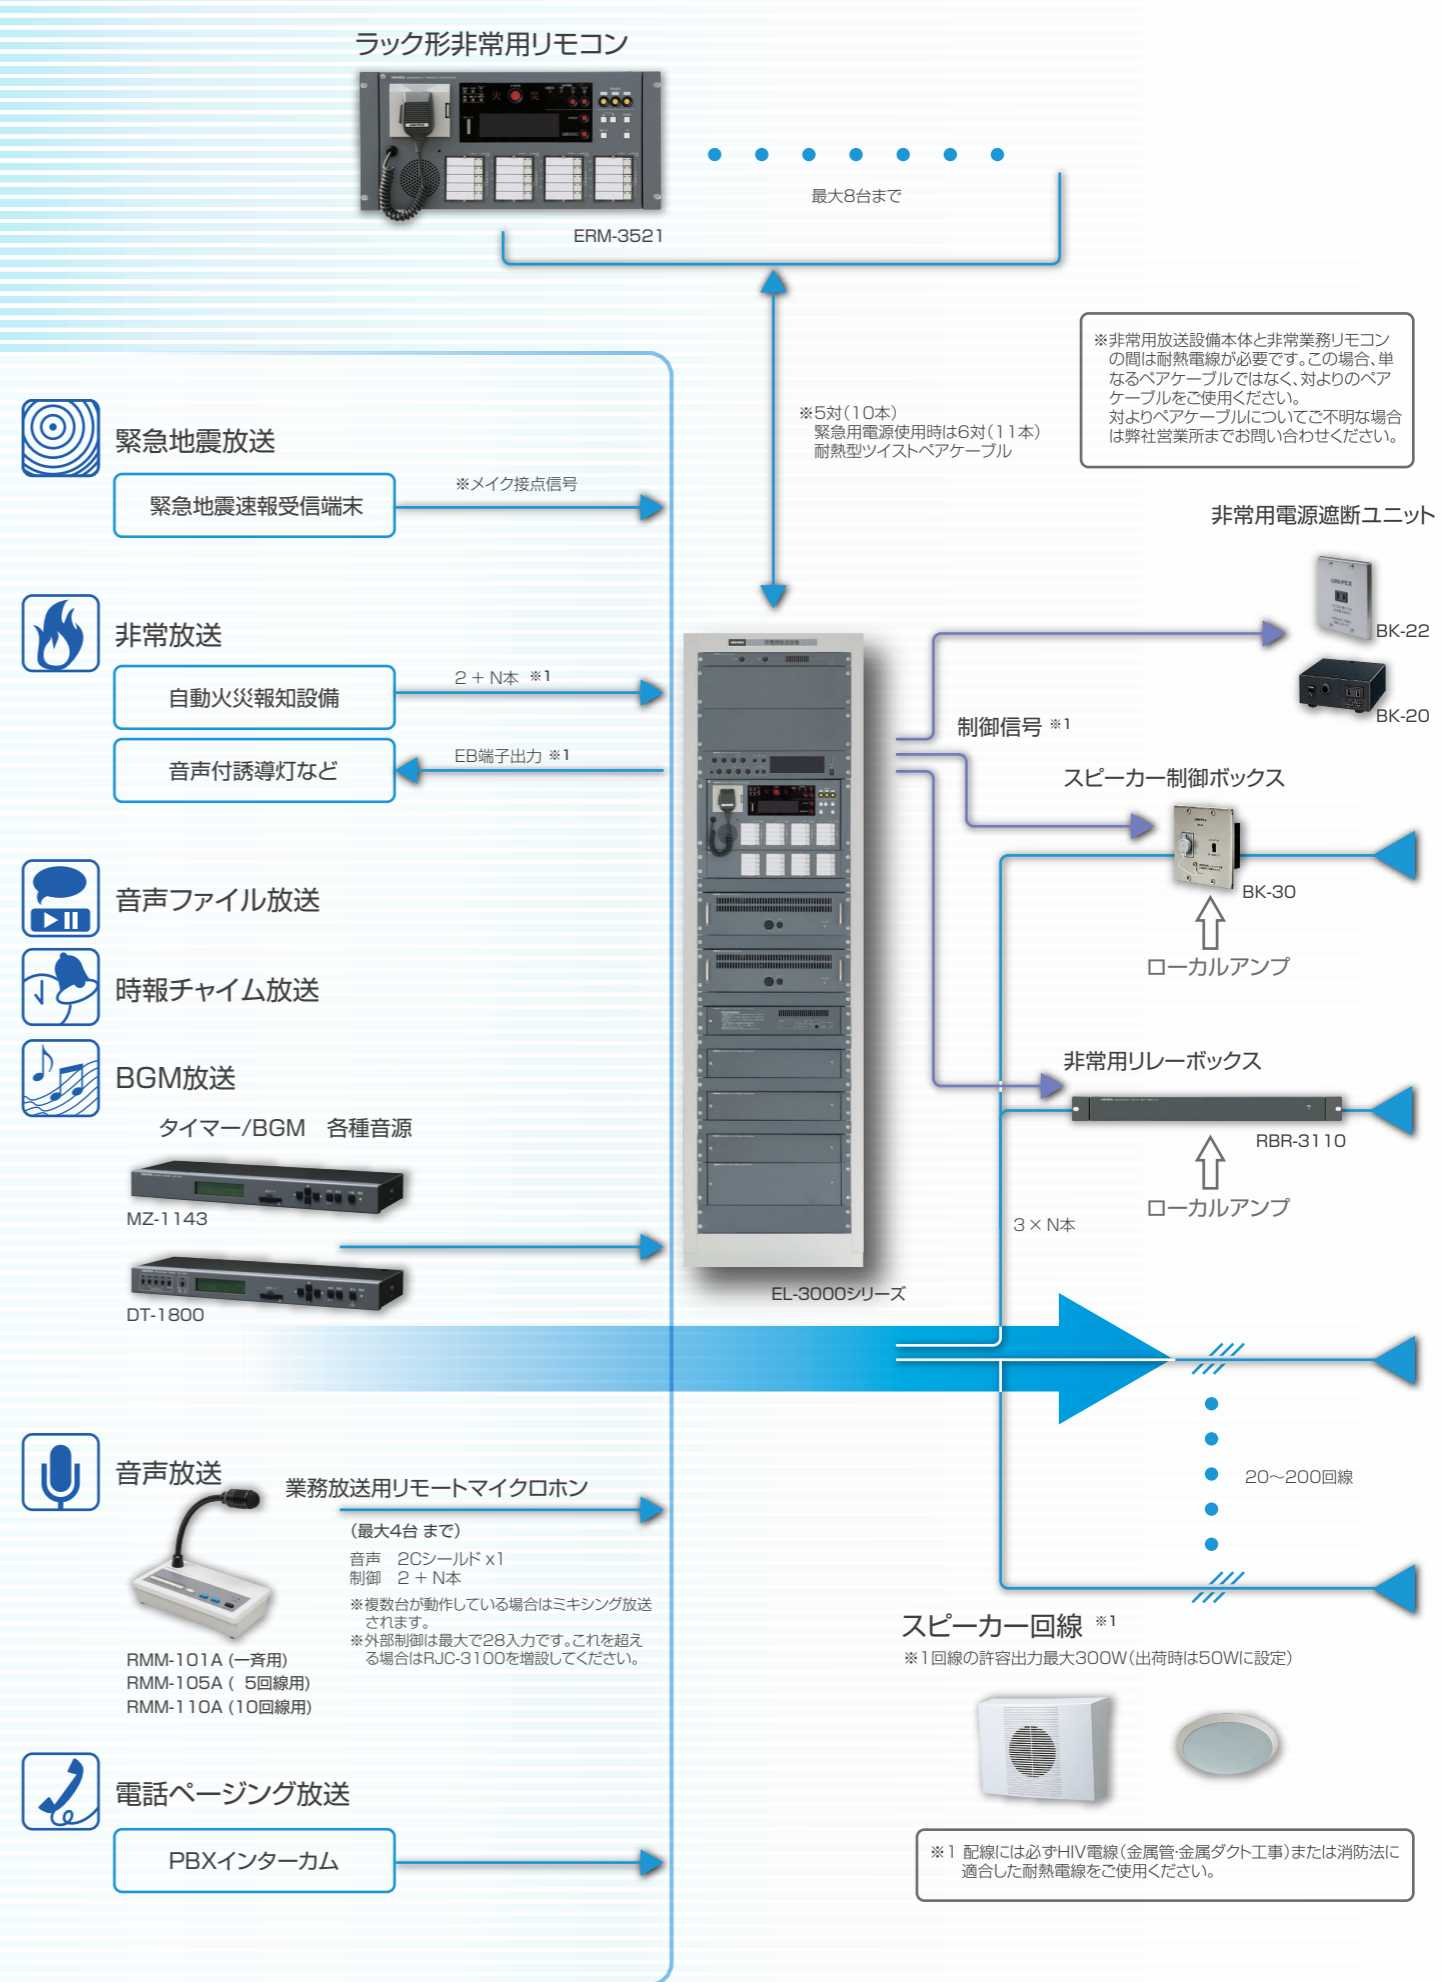 ラック形非常用リモコン
最大8台まで
ERM-3521
※非常用放送設備本体と非常業務リモコン
の間は耐熱電線が必要です。この場合、単
なるペアケーブルではなく、対よりのペア
ケーブルをご使用ください。
対よりペアケーブルについてご不明な場合
は弊社営業所までお問い合わせください。
※5対(10本)
緊急用電源使用時は6対(11本)
耐熱型ツイストペアケーブル
緊急地震放送
緊急地震速報受信端末
※メイク接点信号
非常放送
自動火災報知設備
2 + N本 ※1
音声付誘導灯など
EB端子出力 ※1
音声ファイル放送
時報チャイム放送
BGM放送
タイマー/BGM 各種音源
MZ-1143
DT-1800
EL-3000シリーズ
非常用電源遮断ユニット
UNI-PEX
BK-22
BK-20
制御信号 ※1
スピーカー制御ボックス
BK-30
ローカルアンプ
非常用リレーボックス
RBR-3110
ローカルアンプ
3 × N本
20〜200回線
音声放送
業務放送用リモートマイクロホン
(最大4台 まで)
音声 2Cシールド x1
制御 2 + N本
※複数台が動作している場合はミキシング放送
されます。
※外部制御は最大で28入力です。これを超え
る場合はRJC-3100を増設してください。
RMM-101A (一斉用)
RMM-105A ( 5回線用)
RMM-110A (10回線用)
スピーカー回線 ※1
※1回線の許容出力最大300W(出荷時は50Wに設定)
電話ページング放送
PBXインターカム
※1 配線には必ずHIV電線(金属管・金属ダクト工事)または消防法に
適合した耐熱電線をご使用ください。